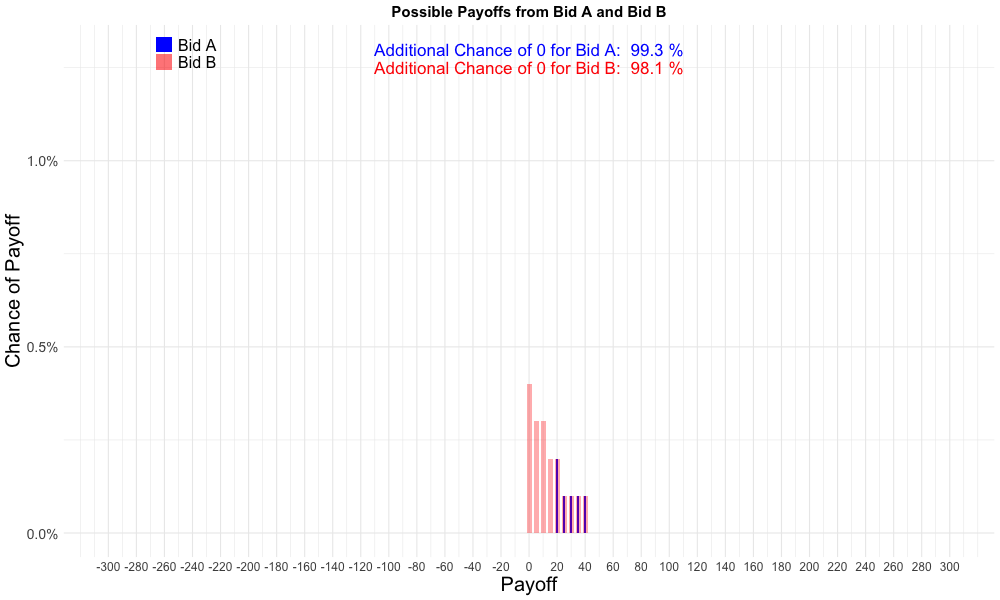 Possible Payoffs from Bid A and Bid B
Bid A
Bid B
Additional Chance of 0 for Bid A:  99.3 %
Additional Chance of 0 for Bid B:  98.1 %
Chance of Payoff
1.0%
0.5%
0.0%
-300 -280 -260 -240 -220 -200 -180 -160 -140 -120 -100 -80 -60 -40 -20 0 20 40 60 80 100 120 140 160 180 200 220 240 260 280 300
Payoff